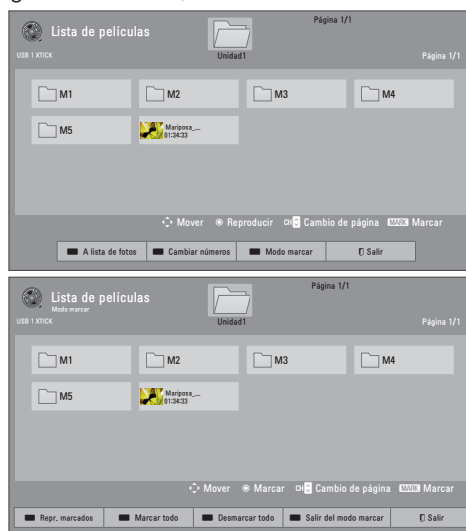 Página 1/1
Lista de películas
USB 1 XTICK
Unidad1
Página 1/1
M1
M2
M3
M4
M5
Mariposa_...
01:34:33
Mover
Reproducir
CH Cambio de página
MARK Marcar
A lista de fotos
Cambiar números
Modo marcar
Salir
Página 1/1
Lista de películas
Modo marcar
USB 1 XTICK
Unidad1
Página 1/1
M1
M2
M3
M4
M5
Mariposa_...
01:34:33
Mover
Marcar
CH Cambio de página
MARK Marcar
Repr. marcados
Marcar todo
Desmarcar todo
Salir del modo marcar
Salir